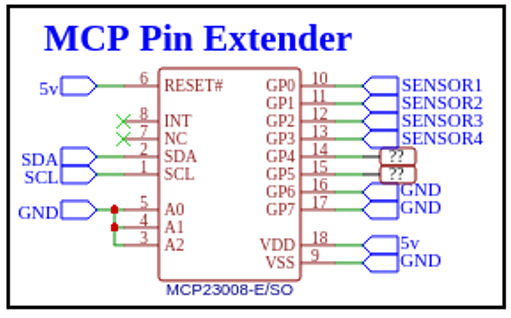 MCP Pin Extender
5v 6 RESET# GP0 10 SENSOR1
GP1 11 SENSOR2
8 INT GP2 12 SENSOR3
7 NC GP3 13 SENSOR4
SDA 2 SDA GP4 14 ??
SCL 1 SCL GP5 15 ??
GP6 16 GND
GND 5 A0 GP7 17 GND
4 A1
3 A2 VDD 18 5v
VSS 9 GND
MCP23008-E/SO